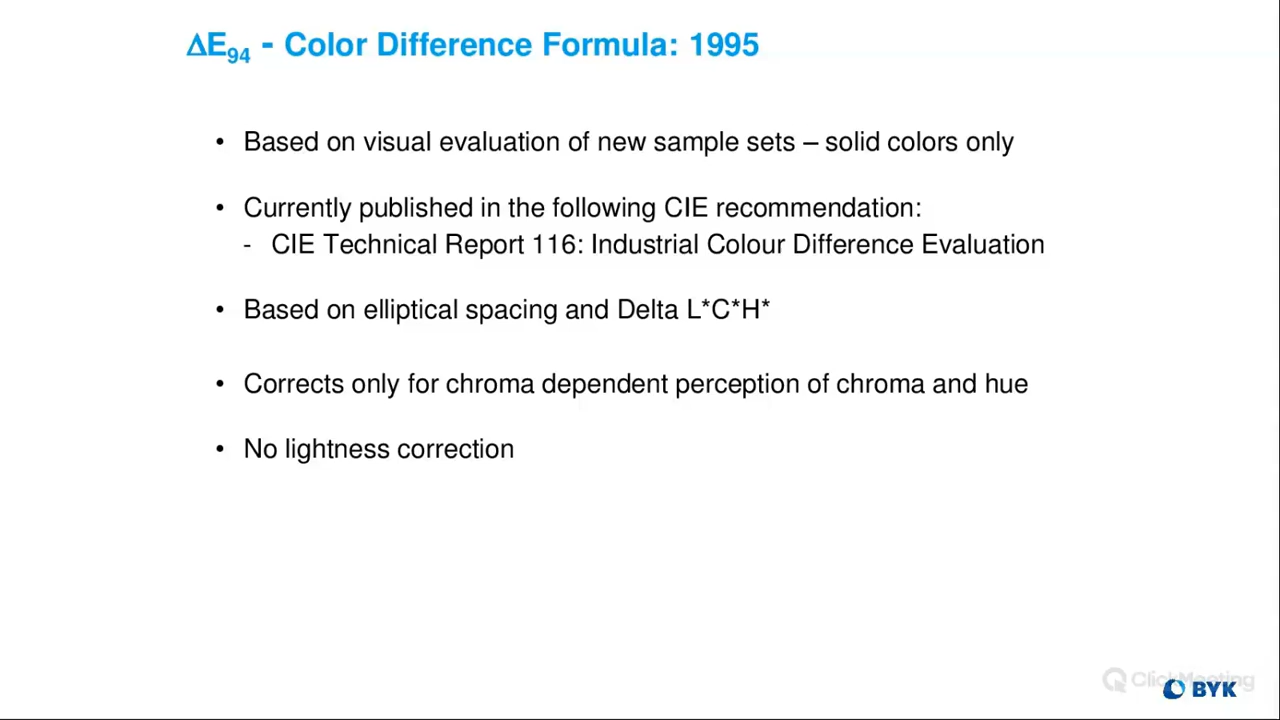 ΔE94 - Color Difference Formula: 1995
• Based on visual evaluation of new sample sets – solid colors only
• Currently published in the following CIE recommendation:
- CIE Technical Report 116: Industrial Colour Difference Evaluation
• Based on elliptical spacing and Delta L*C*H*
• Corrects only for chroma dependent perception of chroma and hue
• No lightness correction
ClickMeeting
BYK